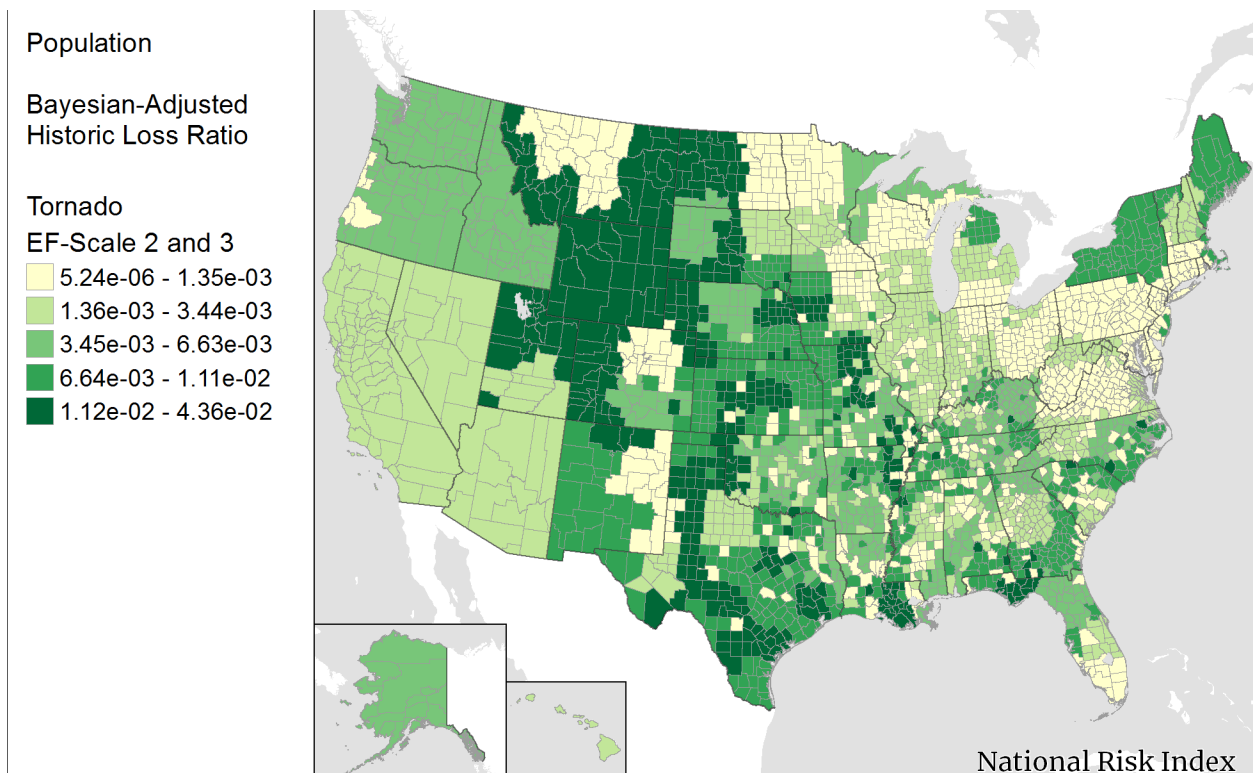 Population
Bayesian-Adjusted
Historic Loss Ratio
Tornado
EF-Scale 2 and 3
5.24e-06 - 1.35e-03
1.36e-03 - 3.44e-03
3.45e-03 - 6.63e-03
6.64e-03 - 1.11e-02
1.12e-02 - 4.36e-02
National Risk Index